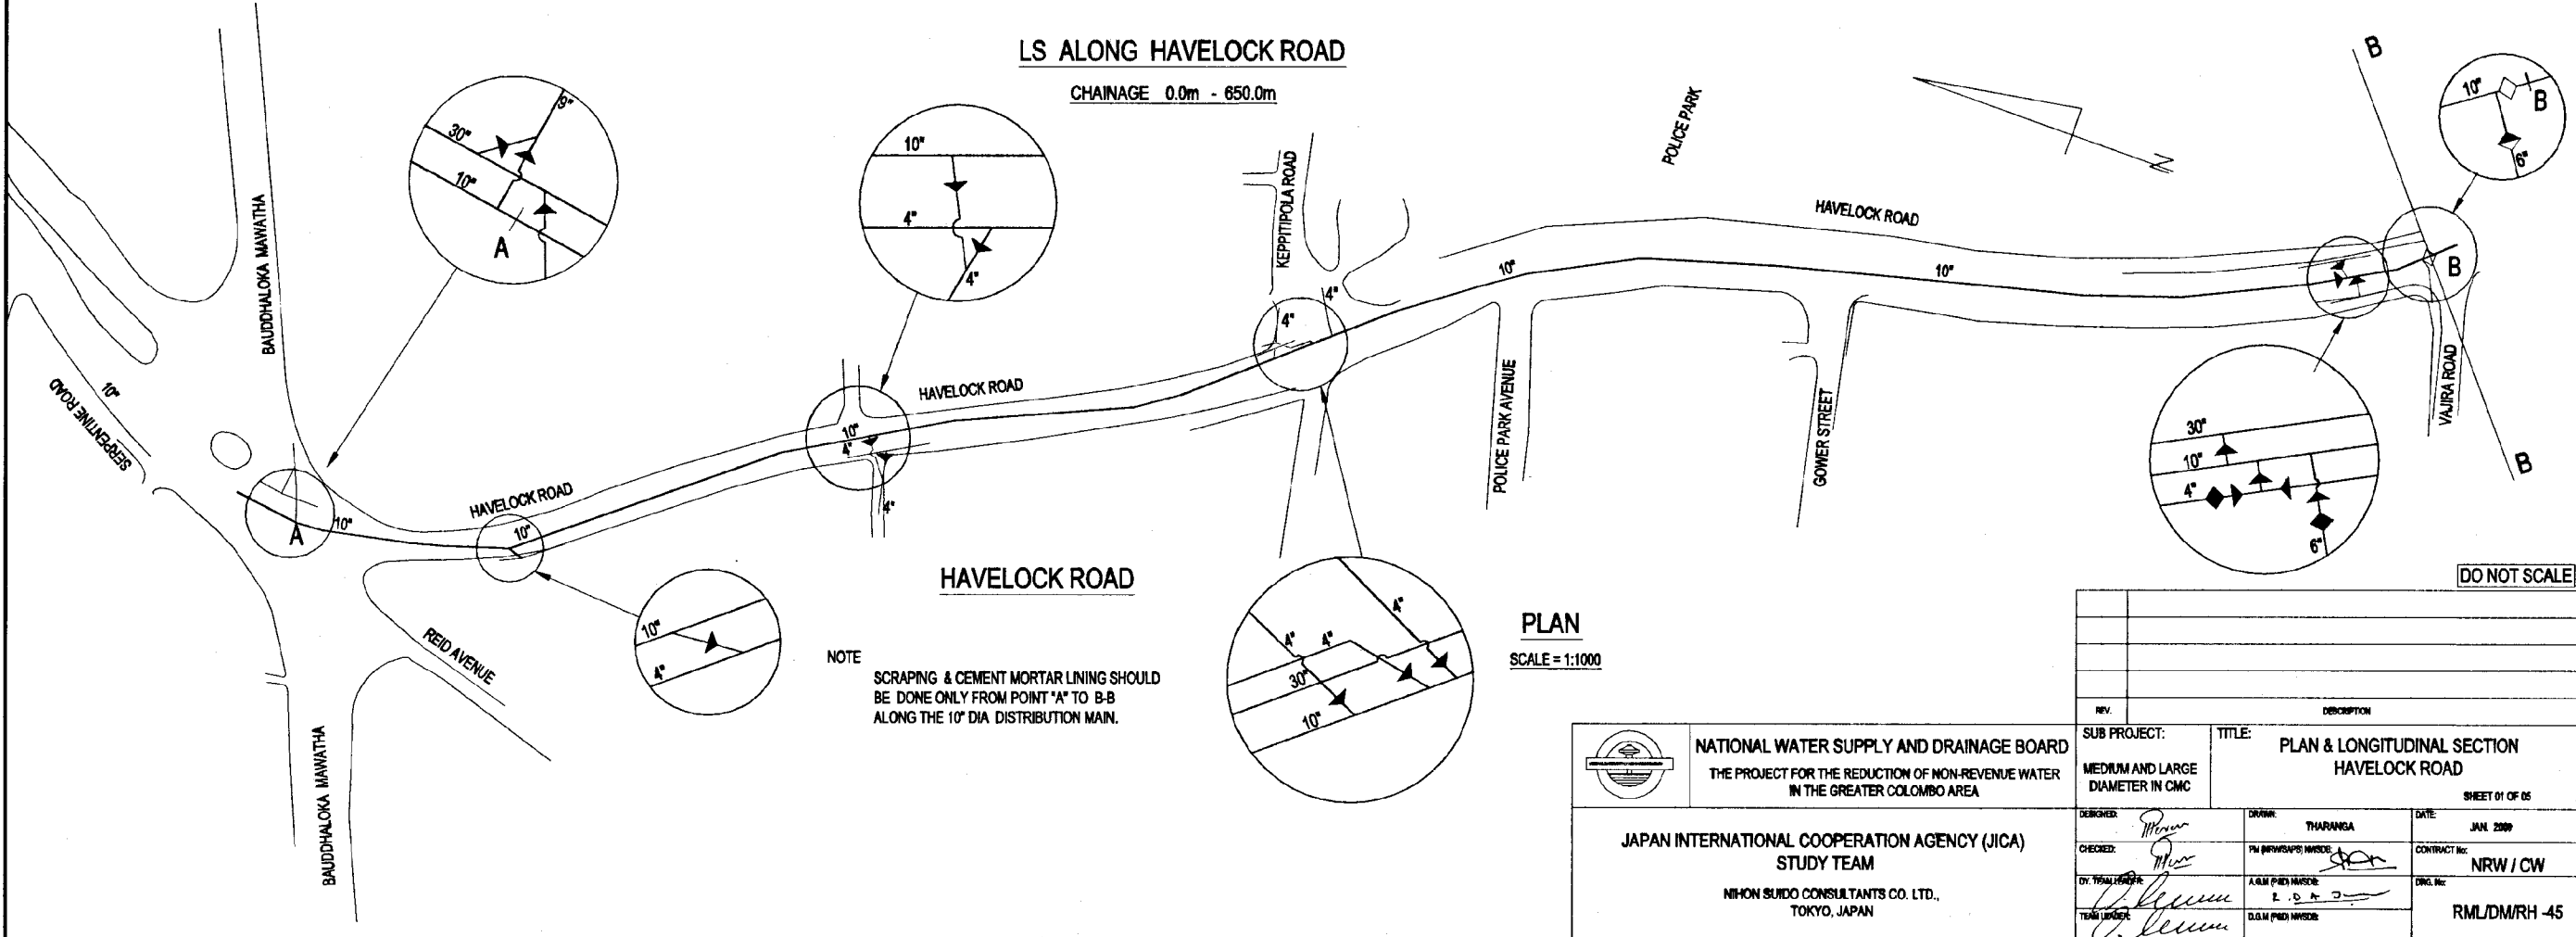 LS ALONG HAVELOCK ROAD
CHAINAGE 0.0m - 650.0m
9"
30"
10"
A
10"
4"
4"
KEPPITIPOLA ROAD
POLICE PARK
N
B
10"
B
6"
BAUDDHALOKA MAWATHA
HAVELOCK ROAD
10"
10"
4"
4"
B
SERPENTINE ROAD
10"
HAVELOCK ROAD
10"
4"
4"
POLICE PARK AVENUE
GOWER STREET
VAJIRA ROAD
B
30"
10"
4"
6"
HAVELOCK ROAD
10"
10"
A
HAVELOCK ROAD
10"
4"
REID AVENUE
BAUDDHALOKA MAWATHA
NOTE
SCRAPING & CEMENT MORTAR LINING SHOULD
BE DONE ONLY FROM POINT "A" TO B-B
ALONG THE 10" DIA DISTRIBUTION MAIN.
4"
4"
4"
30"
10"
PLAN
SCALE = 1:1000
DO NOT SCALE
REV.
DESCRIPTION
NATIONAL WATER SUPPLY AND DRAINAGE BOARD
THE PROJECT FOR THE REDUCTION OF NON-REVENUE WATER
IN THE GREATER COLOMBO AREA
SUB PROJECT:
MEDIUM AND LARGE
DIAMETER IN CMC
TITLE:
PLAN & LONGITUDINAL SECTION
HAVELOCK ROAD
SHEET 01 OF 05
JAPAN INTERNATIONAL COOPERATION AGENCY (JICA)
STUDY TEAM
NIHON SUIDO CONSULTANTS CO. LTD.,
TOKYO, JAPAN
DESIGNED:
DRAWN:
THARANGA
DATE:
JAN. 2009
CHECKED:
CONTRACT No:
NRW / CW
DY. TEAM LEADER:
A.G.M (P&D) NWSDB:
DRG. No:
RML/DM/RH -45
TEAM LEADER:
D.G.M (P&D) NWSDB: